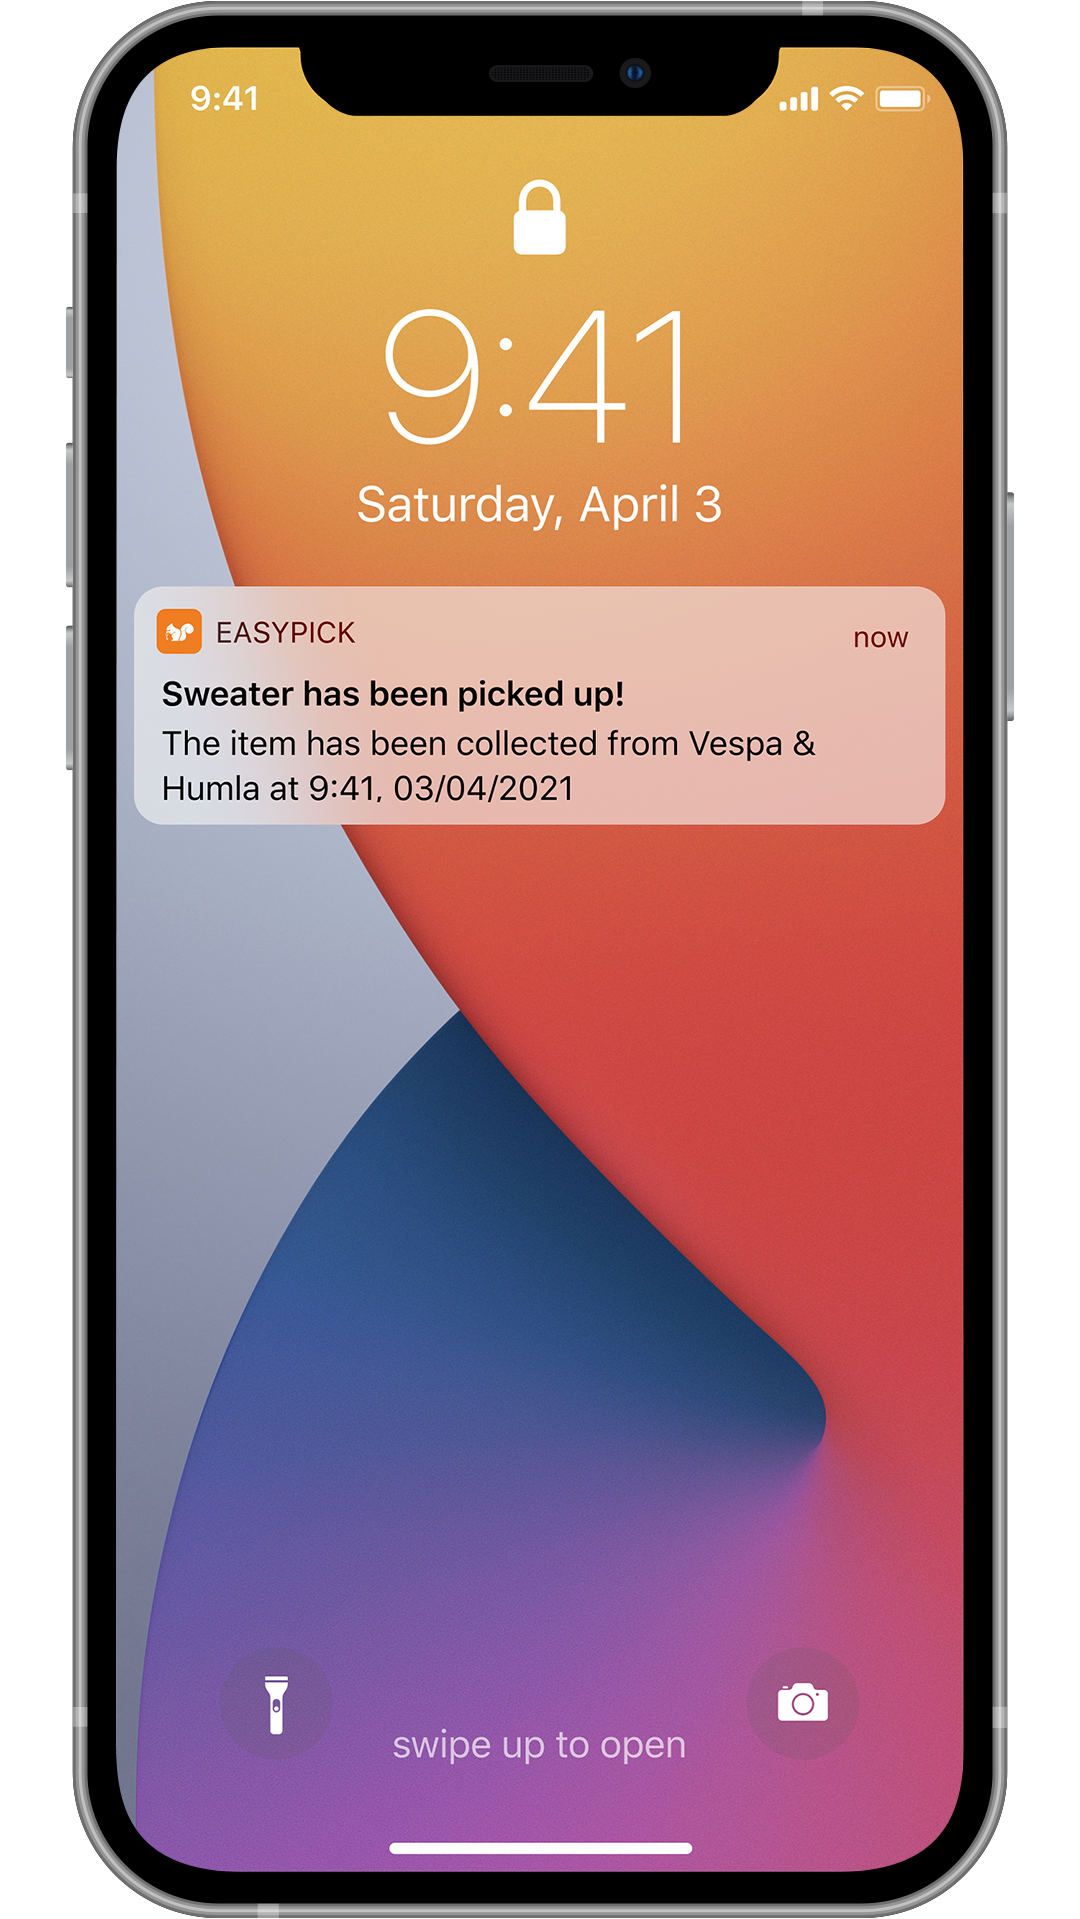 9:41
9:41
Saturday, April 3
EASYPICK
now
Sweater has been picked up!
The item has been collected from Vespa &
Humla at 9:41, 03/04/2021
swipe up to open